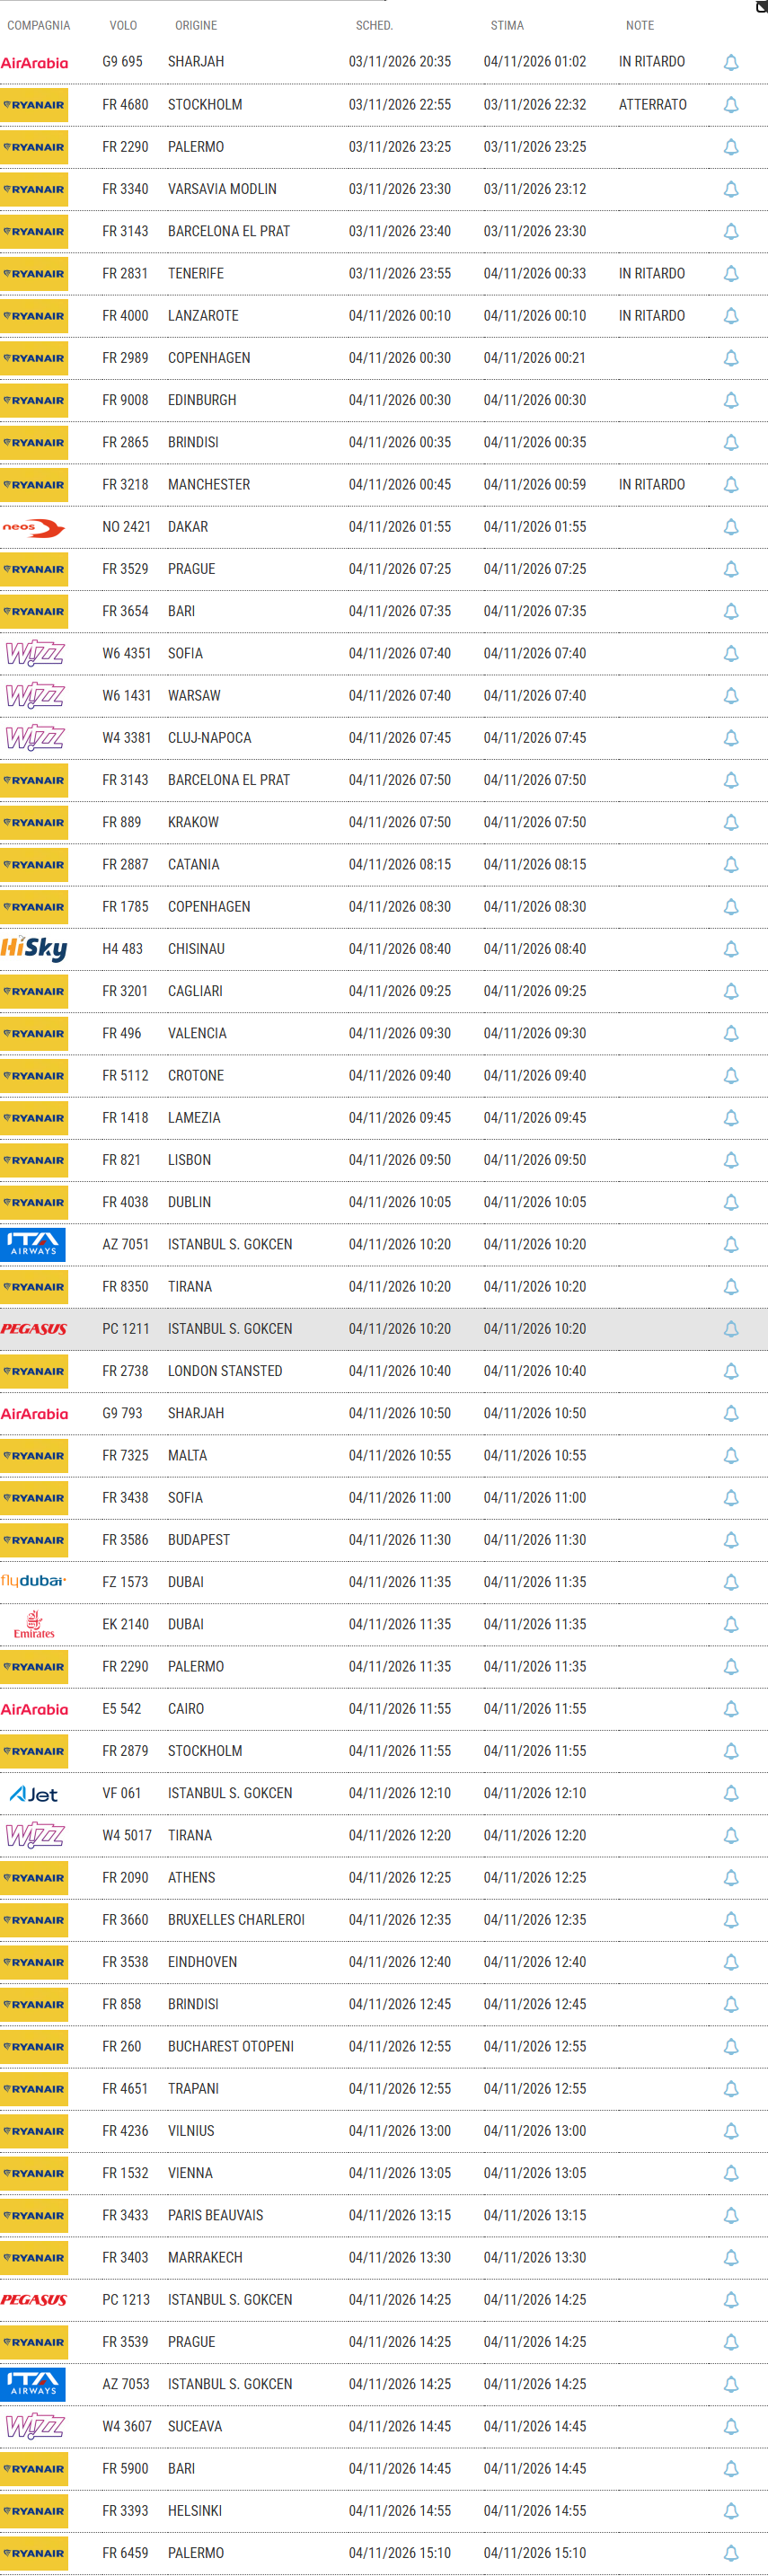 COMPAGNIA VOLO ORIGINE SCHED. STIMA NOTE
AirArabia G9 695 SHARJAH 03/11/2026 20:35 04/11/2026 01:02 IN RITARDO
RYANAIR FR 4680 STOCKHOLM 03/11/2026 22:55 03/11/2026 22:32 ATTERRATO
RYANAIR FR 2290 PALERMO 03/11/2026 23:25 03/11/2026 23:25
RYANAIR FR 3340 VARSAVIA MODLIN 03/11/2026 23:30 03/11/2026 23:12
RYANAIR FR 3143 BARCELONA EL PRAT 03/11/2026 23:40 03/11/2026 23:30
RYANAIR FR 2831 TENERIFE 03/11/2026 23:55 04/11/2026 00:33 IN RITARDO
RYANAIR FR 4000 LANZAROTE 04/11/2026 00:10 04/11/2026 00:10 IN RITARDO
RYANAIR FR 2989 COPENHAGEN 04/11/2026 00:30 04/11/2026 00:21
RYANAIR FR 9008 EDINBURGH 04/11/2026 00:30 04/11/2026 00:30
RYANAIR FR 2865 BRINDISI 04/11/2026 00:35 04/11/2026 00:35
RYANAIR FR 3218 MANCHESTER 04/11/2026 00:45 04/11/2026 00:59 IN RITARDO
neos NO 2421 DAKAR 04/11/2026 01:55 04/11/2026 01:55
RYANAIR FR 3529 PRAGUE 04/11/2026 07:25 04/11/2026 07:25
RYANAIR FR 3654 BARI 04/11/2026 07:35 04/11/2026 07:35
WIZZ W6 4351 SOFIA 04/11/2026 07:40 04/11/2026 07:40
WIZZ W6 1431 WARSAW 04/11/2026 07:40 04/11/2026 07:40
WIZZ W4 3381 CLUJ-NAPOCA 04/11/2026 07:45 04/11/2026 07:45
RYANAIR FR 3143 BARCELONA EL PRAT 04/11/2026 07:50 04/11/2026 07:50
RYANAIR FR 889 KRAKOW 04/11/2026 07:50 04/11/2026 07:50
RYANAIR FR 2887 CATANIA 04/11/2026 08:15 04/11/2026 08:15
RYANAIR FR 1785 COPENHAGEN 04/11/2026 08:30 04/11/2026 08:30
HiSky H4 483 CHISINAU 04/11/2026 08:40 04/11/2026 08:40
RYANAIR FR 3201 CAGLIARI 04/11/2026 09:25 04/11/2026 09:25
RYANAIR FR 496 VALENCIA 04/11/2026 09:30 04/11/2026 09:30
RYANAIR FR 5112 CROTONE 04/11/2026 09:40 04/11/2026 09:40
RYANAIR FR 1418 LAMEZIA 04/11/2026 09:45 04/11/2026 09:45
RYANAIR FR 821 LISBON 04/11/2026 09:50 04/11/2026 09:50
RYANAIR FR 4038 DUBLIN 04/11/2026 10:05 04/11/2026 10:05
ITA AIRWAYS AZ 7051 ISTANBUL S. GOKCEN 04/11/2026 10:20 04/11/2026 10:20
RYANAIR FR 8350 TIRANA 04/11/2026 10:20 04/11/2026 10:20
PEGASUS PC 1211 ISTANBUL S. GOKCEN 04/11/2026 10:20 04/11/2026 10:20
RYANAIR FR 2738 LONDON STANSTED 04/11/2026 10:40 04/11/2026 10:40
AirArabia G9 793 SHARJAH 04/11/2026 10:50 04/11/2026 10:50
RYANAIR FR 7325 MALTA 04/11/2026 10:55 04/11/2026 10:55
RYANAIR FR 3438 SOFIA 04/11/2026 11:00 04/11/2026 11:00
RYANAIR FR 3586 BUDAPEST 04/11/2026 11:30 04/11/2026 11:30
flydubai FZ 1573 DUBAI 04/11/2026 11:35 04/11/2026 11:35
Emirates EK 2140 DUBAI 04/11/2026 11:35 04/11/2026 11:35
RYANAIR FR 2290 PALERMO 04/11/2026 11:35 04/11/2026 11:35
AirArabia E5 542 CAIRO 04/11/2026 11:55 04/11/2026 11:55
RYANAIR FR 2879 STOCKHOLM 04/11/2026 11:55 04/11/2026 11:55
AJet VF 061 ISTANBUL S. GOKCEN 04/11/2026 12:10 04/11/2026 12:10
WIZZ W4 5017 TIRANA 04/11/2026 12:20 04/11/2026 12:20
RYANAIR FR 2090 ATHENS 04/11/2026 12:25 04/11/2026 12:25
RYANAIR FR 3660 BRUXELLES CHARLEROI 04/11/2026 12:35 04/11/2026 12:35
RYANAIR FR 3538 EINDHOVEN 04/11/2026 12:40 04/11/2026 12:40
RYANAIR FR 858 BRINDISI 04/11/2026 12:45 04/11/2026 12:45
RYANAIR FR 260 BUCHAREST OTOPENI 04/11/2026 12:55 04/11/2026 12:55
RYANAIR FR 4651 TRAPANI 04/11/2026 12:55 04/11/2026 12:55
RYANAIR FR 4236 VILNIUS 04/11/2026 13:00 04/11/2026 13:00
RYANAIR FR 1532 VIENNA 04/11/2026 13:05 04/11/2026 13:05
RYANAIR FR 3433 PARIS BEAUVAIS 04/11/2026 13:15 04/11/2026 13:15
RYANAIR FR 3403 MARRAKECH 04/11/2026 13:30 04/11/2026 13:30
PEGASUS PC 1213 ISTANBUL S. GOKCEN 04/11/2026 14:25 04/11/2026 14:25
RYANAIR FR 3539 PRAGUE 04/11/2026 14:25 04/11/2026 14:25
ITA AIRWAYS AZ 7053 ISTANBUL S. GOKCEN 04/11/2026 14:25 04/11/2026 14:25
WIZZ W4 3607 SUCEAVA 04/11/2026 14:45 04/11/2026 14:45
RYANAIR FR 5900 BARI 04/11/2026 14:45 04/11/2026 14:45
RYANAIR FR 3393 HELSINKI 04/11/2026 14:55 04/11/2026 14:55
RYANAIR FR 6459 PALERMO 04/11/2026 15:10 04/11/2026 15:10